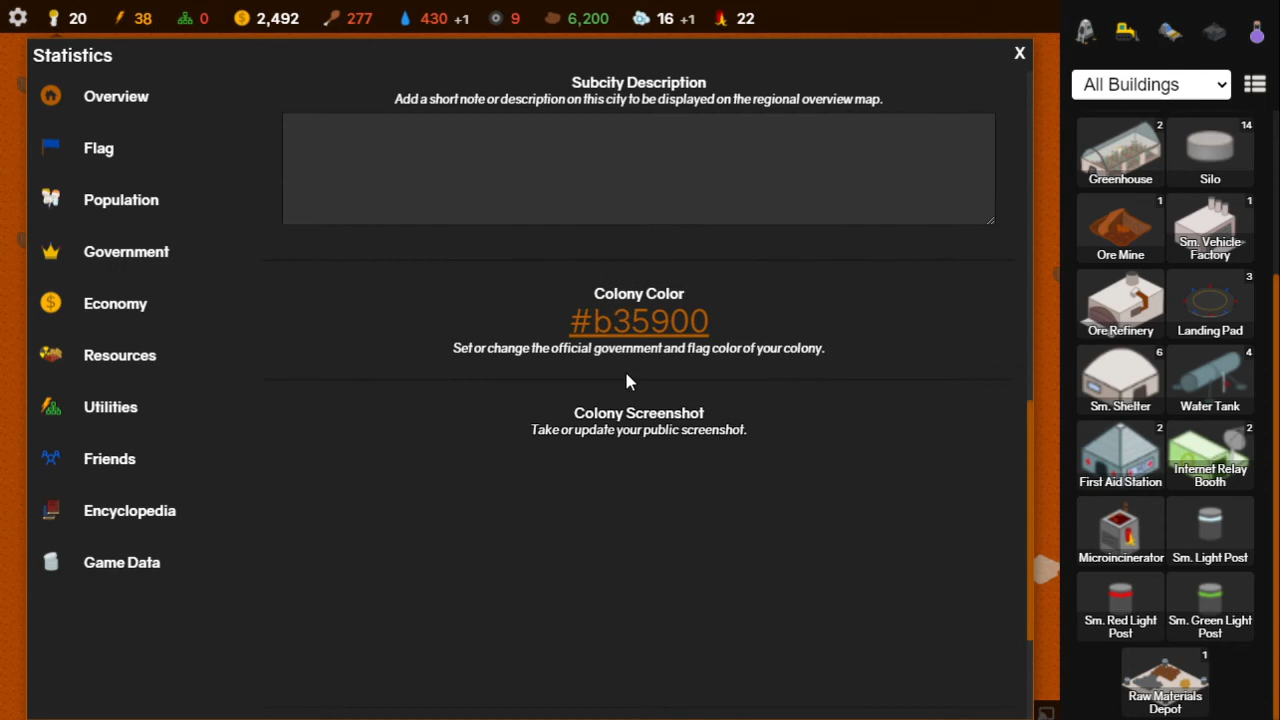 20 38 0 2,492 277 430 +1 9 6,200 16 +1 22
Statistics
X
Overview
Flag
Population
Government
Economy
Resources
Utilities
Friends
Encyclopedia
Game Data
Subcity Description
Add a short note or description on this city to be displayed on the regional overview map.
Colony Color
#b35900
Set or change the official government and flag color of your colony.
Colony Screenshot
Take or update your public screenshot.
All Buildings
2 14
Greenhouse Silo
1 1
Ore Mine Sm. Vehicle
Factory
3
Ore Refinery Landing Pad
6 4
Sm. Shelter Water Tank
2 2
First Aid Station Internet Relay
Booth
Microincinerator Sm. Light Post
Sm. Red Light Sm. Green Light
Post Post
1
Raw Materials
Depot